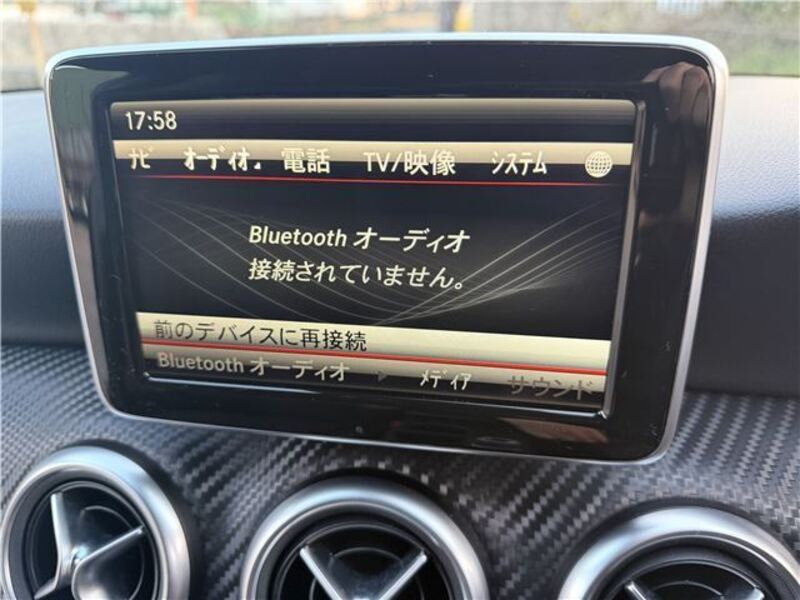 17:58
ナビ オーディオ 電話 TV/映像 システム
Bluetooth オーディオ
接続されていません。
前のデバイスに再接続
Bluetooth オーディオ メディア サウンド